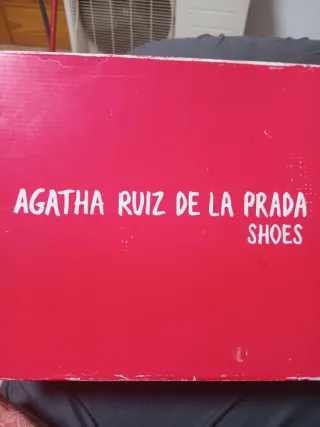 AGATHA RUIZ DE LA PRADA
SHOES